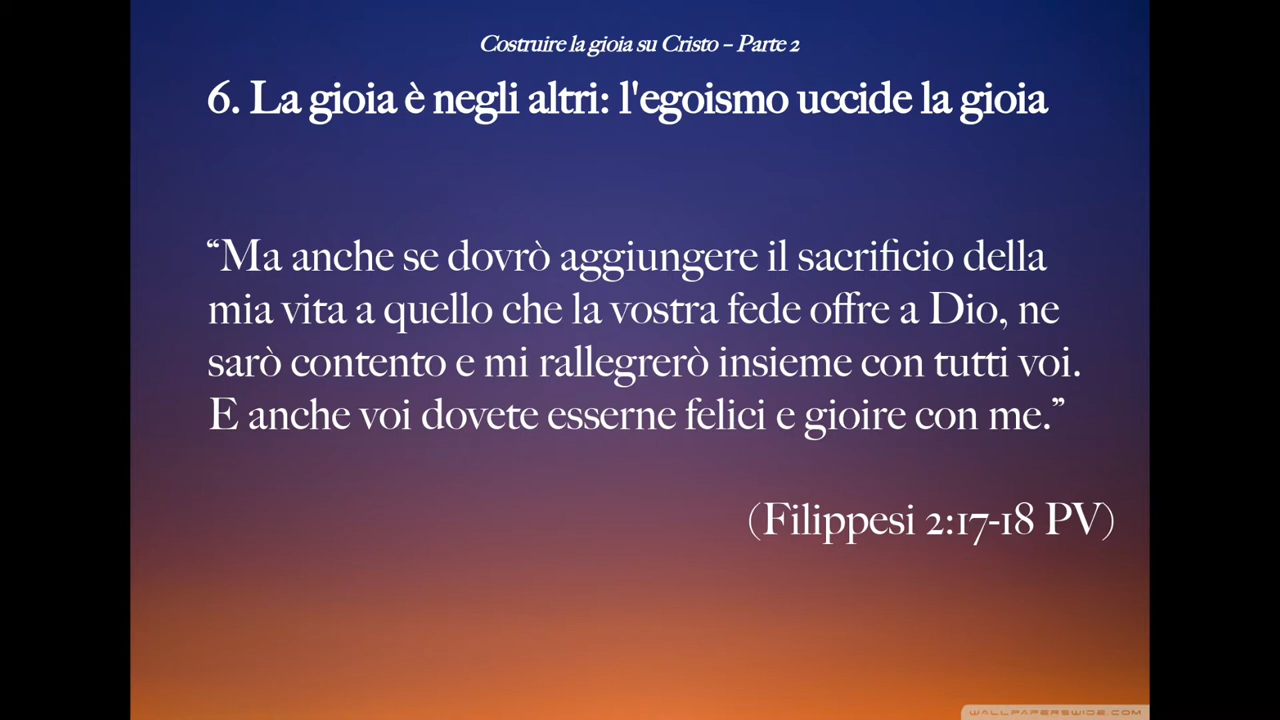 Costruire la gioia su Cristo – Parte 2
6. La gioia è negli altri: l'egoismo uccide la gioia
“Ma anche se dovrò aggiungere il sacrificio della
mia vita a quello che la vostra fede offre a Dio, ne
sarò contento e mi rallegrerò insieme con tutti voi.
E anche voi dovete esserne felici e gioire con me.”
(Filippesi 2:17-18 PV)
WALLPAPERSWIDE.COM